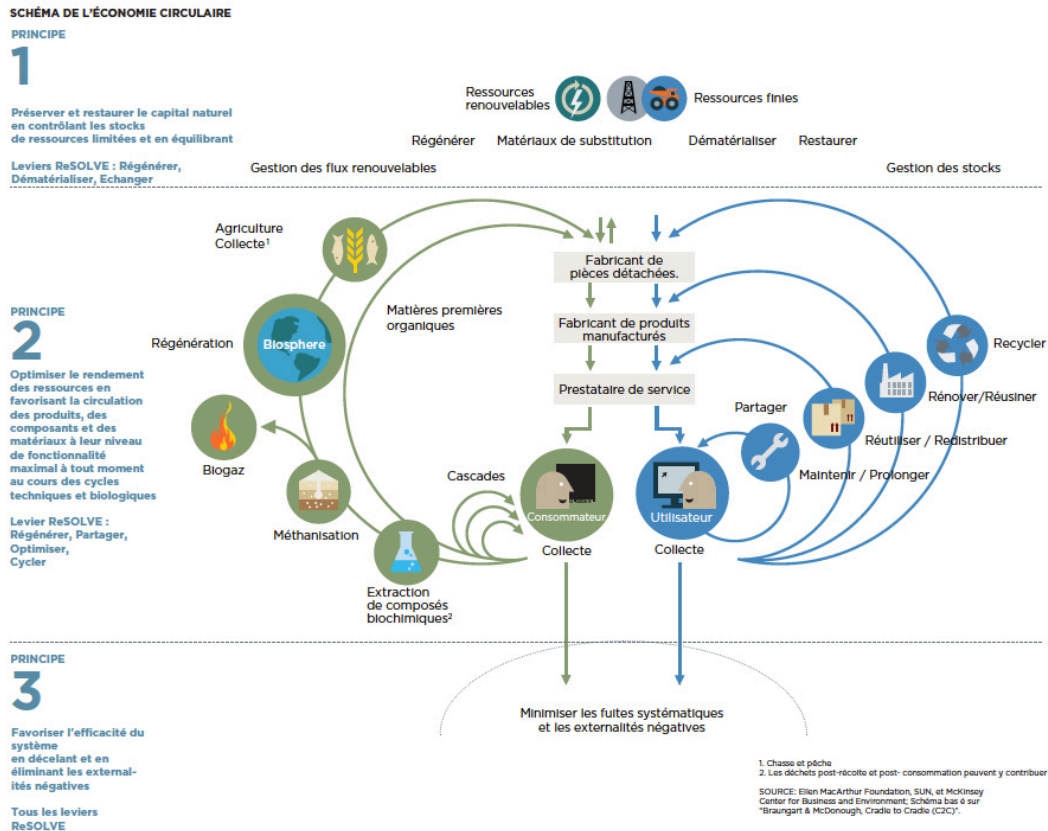 SCHÉMA DE L'ÉCONOMIE CIRCULAIRE
PRINCIPE
1
Préserver et restaurer le capital naturel
en contrôlant les stocks
de ressources limitées et en équilibrant
Leviers ReSOLVE : Régénérer,
Dématérialiser, Echanger
Ressources
renouvelables
Ressources finies
Régénérer
Matériaux de substitution
Dématérialiser
Restaurer
Gestion des flux renouvelables
Gestion des stocks
PRINCIPE
2
Optimiser le rendement
des ressources en
favorisant la circulation
des produits, des
composants et des
matériaux à leur niveau
de fonctionnalité
maximal à tout moment
au cours des cycles
techniques et biologiques
Levier ReSOLVE :
Régénérer, Partager,
Optimiser,
Cycler
Agriculture
Collecte¹
Régénération
Biosphere
Biogaz
Méthanisation
Extraction
de composés
biochimiques²
Matières premières
organiques
Cascades
Fabricant de
pièces détachées.
Fabricant de produits
manufacturés
Prestataire de service
Consommateur
Collecte
Utilisateur
Collecte
Partager
Maintenir / Prolonger
Réutiliser / Redistribuer
Rénover/Réusiner
Recycler
PRINCIPE
3
Favoriser l'efficacité du
système
en décelant et en
éliminant les external-
ités négatives
Tous les leviers
ReSOLVE
Minimiser les fuites systématiques
et les externalités négatives
1. Chasse et pêche
2. Les déchets post-récolte et post- consommation peuvent y contribuer
SOURCE: Ellen MacArthur Foundation, SUN, et McKinsey
Center for Business and Environment; Schéma bas é sur
"Braungart & McDonough, Cradle to Cradle (C2C)".